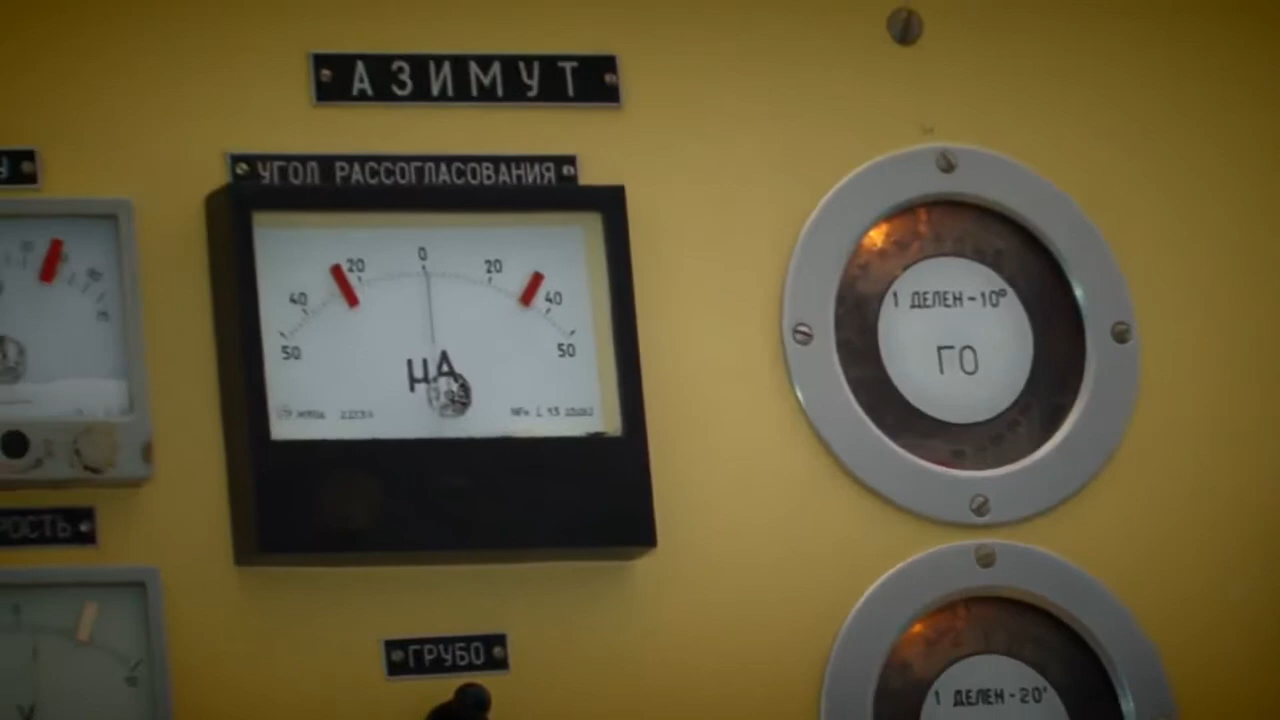 АЗИМУТ
УГОЛ РАССОГЛАСОВАНИЯ
50 40 20 0 20 40 50
μA
1 ДЕЛЕН-10°
ГО
РОСТЬ
ГРУБО
1 ДЕЛЕН-20'
V